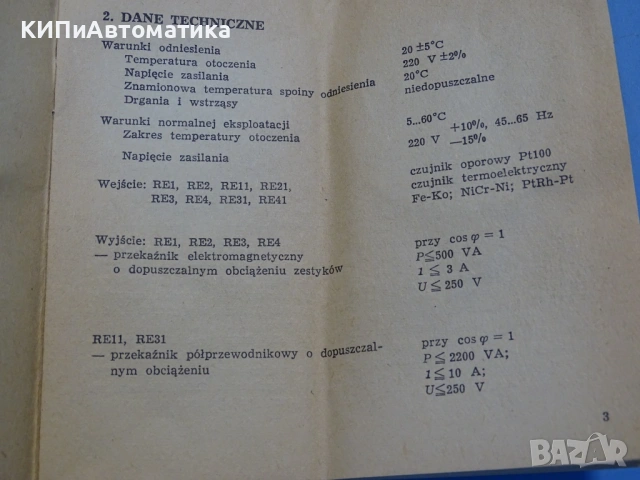 КИПиАвтоматика
2. DANE TECHNICZNE
Warunki odniesienia
Temperatura otoczenia 20 ±5°C
Napięcie zasilania 220 V ±2%
Znamionowa temperatura spoiny odniesienia 20°C
Drgania i wstrząsy niedopuszczalne
Warunki normalnej eksploatacji
Zakres temperatury otoczenia 5...60°C
Napięcie zasilania 220 V +10%, —15% 45...65 Hz
Wejście: RE1, RE2, RE11, RE21, czujnik oporowy Pt100
RE3, RE4, RE31, RE41 czujnik termoelektryczny
Fe-Ko; NiCr-Ni; PtRh-Pt
Wyjście: RE1, RE2, RE3, RE4
— przekaźnik elektromagnetyczny przy cos φ = 1
o dopuszczalnym obciążeniu zestyków P≦500 VA
I ≦ 3 A
U ≦ 250 V
RE11, RE31
— przekaźnik półprzewodnikowy o dopuszczal- przy cos φ = 1
nym obciążeniu P ≦ 2200 VA;
I ≦ 10 A;
U≦250 V
3
BAZAR
.bg